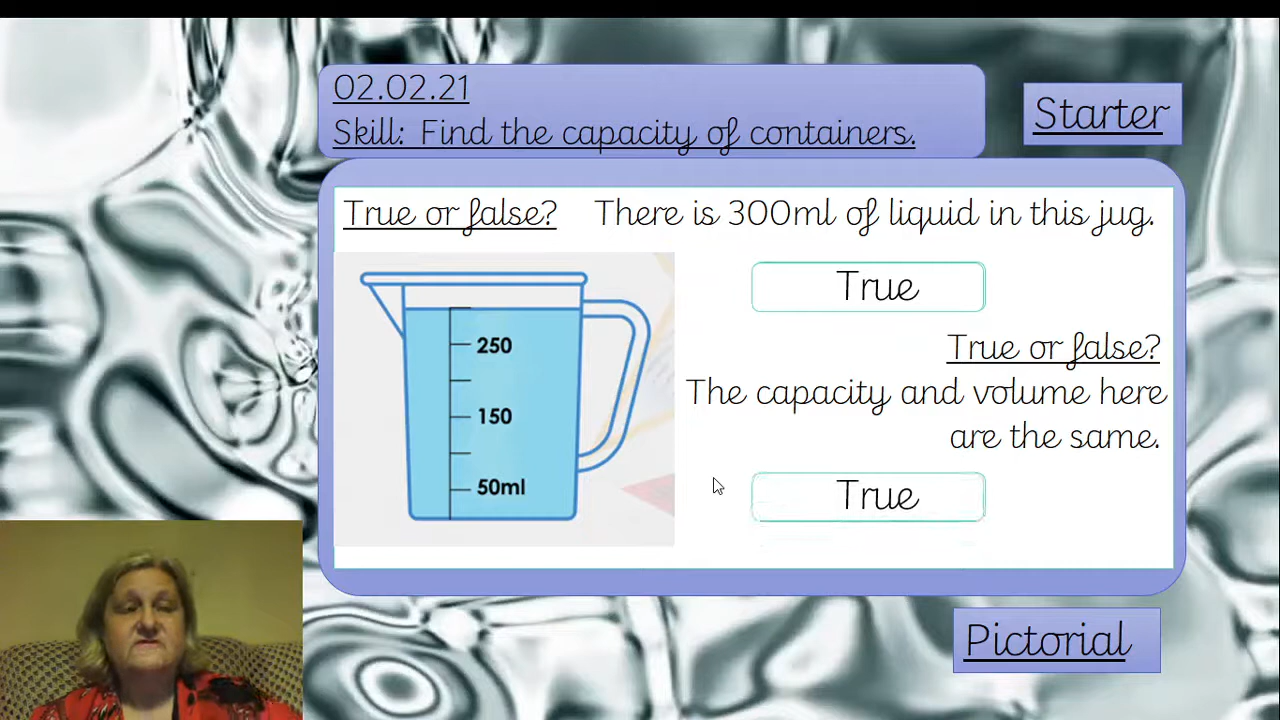 02.02.21
Skill: Find the capacity of containers.
Starter
True or false? There is 300ml of liquid in this jug.
True
250
150
50ml
True or false?
The capacity and volume here
are the same.
True
Pictorial